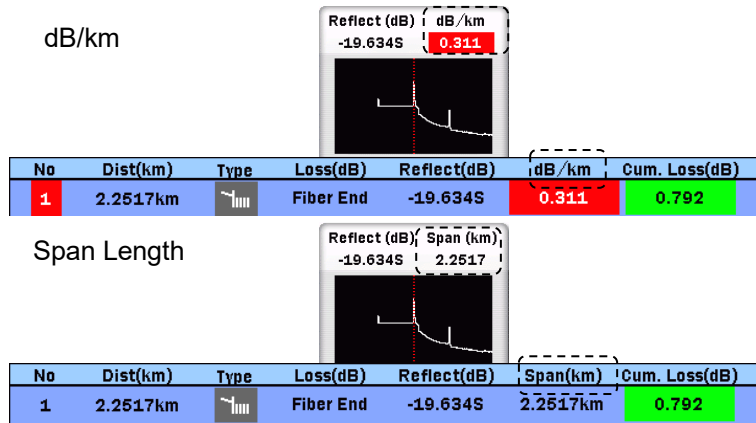 dB/km
Reflect (dB) dB/km
-19.634S 0.311
No Dist(km) Type Loss(dB) Reflect(dB) dB/km Cum. Loss(dB)
1 2.2517km Fiber End -19.634S 0.311 0.792
Span Length
Reflect (dB) Span (km)
-19.634S 2.2517
No Dist(km) Type Loss(dB) Reflect(dB) Span(km) Cum. Loss(dB)
1 2.2517km Fiber End -19.634S 2.2517km 0.792